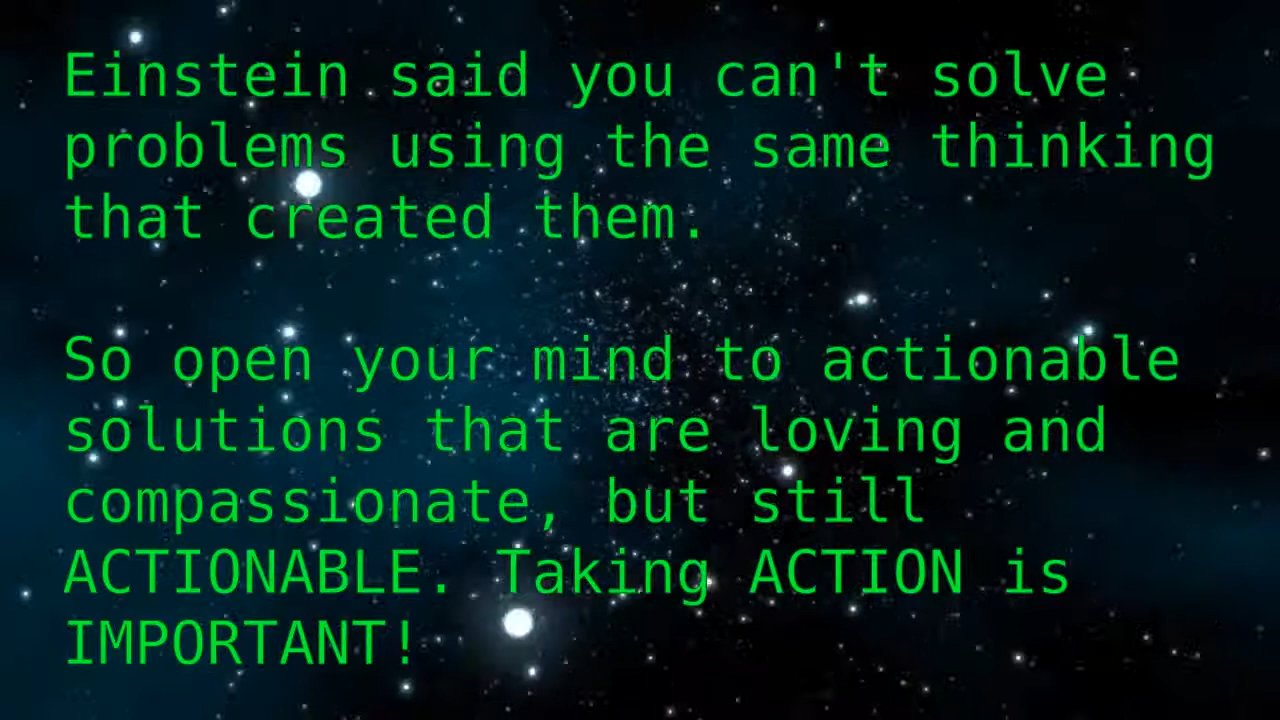 Einstein said you can't solve
problems using the same thinking
that created them.
So open your mind to actionable
solutions that are loving and
compassionate, but still
ACTIONABLE. Taking ACTION is
IMPORTANT!